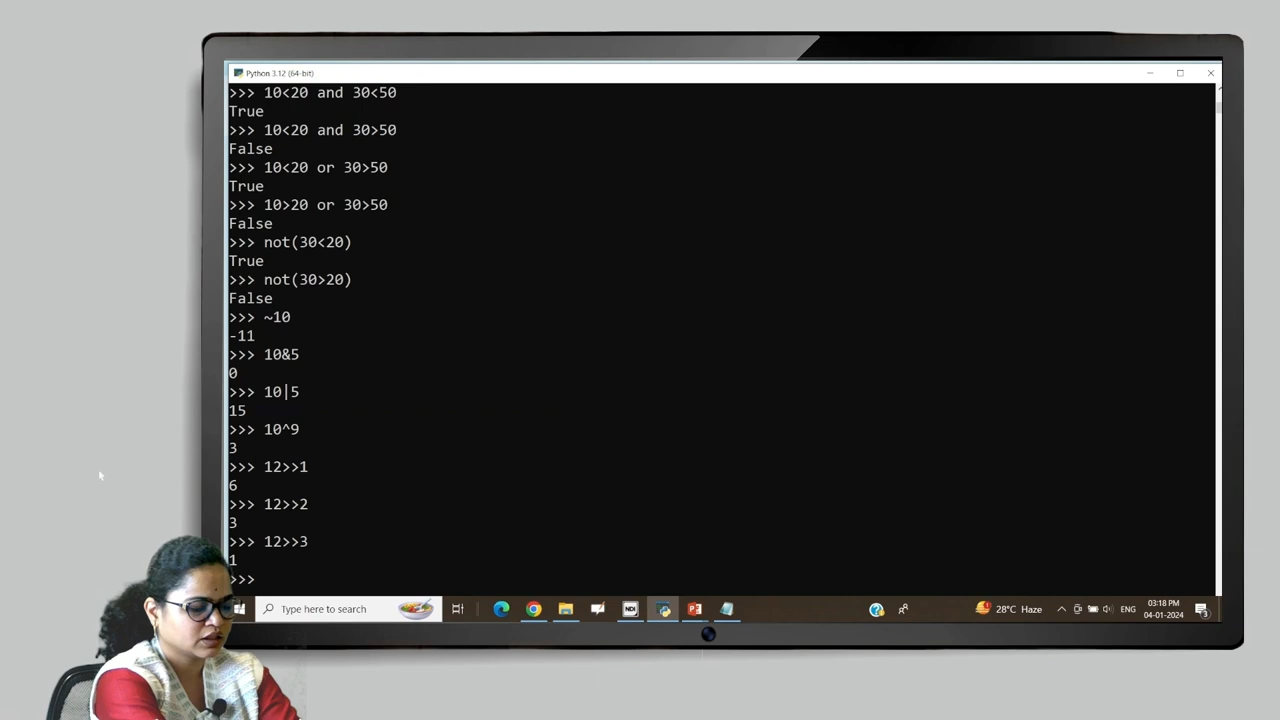 Python 3.12 (64-bit)
>>> 10<20 and 30<50
True
>>> 10<20 and 30>50
False
>>> 10<20 or 30>50
True
>>> 10>20 or 30>50
False
>>> not(30<20)
True
>>> not(30>20)
False
>>> ~10
-11
>>> 10&5
0
>>> 10|5
15
>>> 10^9
3
>>> 12>>1
6
>>> 12>>2
3
>>> 12>>3
1
>>>
Type here to search
NDI
28°C Haze
ENG
03:18 PM
04-01-2024
3